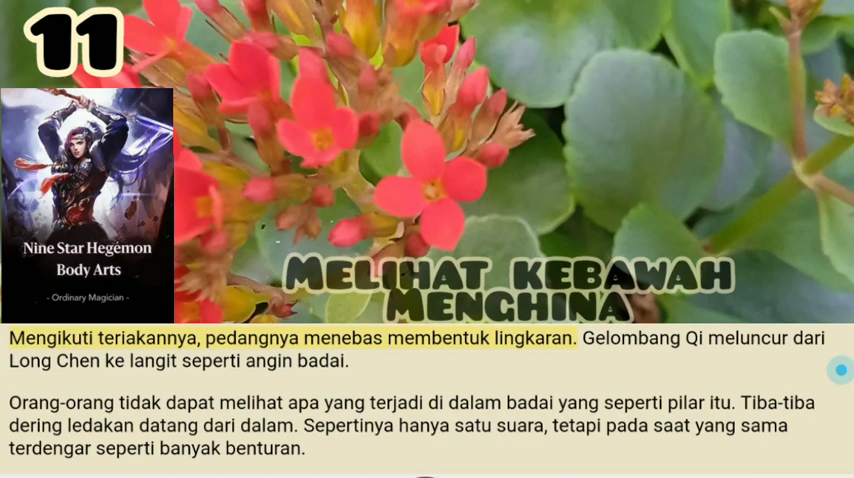 11
Nine Star Hegemon
Body Arts
- Ordinary Magician -
MELIHAT KEBAWAH
MENGHINA
Mengikuti teriakannya, pedangnya menebas membentuk lingkaran. Gelombang Qi meluncur dari
Long Chen ke langit seperti angin badai.
Orang-orang tidak dapat melihat apa yang terjadi di dalam badai yang seperti pilar itu. Tiba-tiba
dering ledakan datang dari dalam. Sepertinya hanya satu suara, tetapi pada saat yang sama
terdengar seperti banyak benturan.